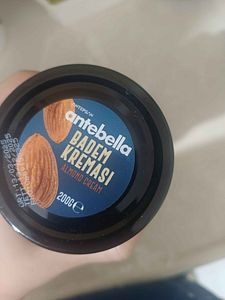 antebella
BADEM
KREMASI
ALMOND CREAM
200G℮